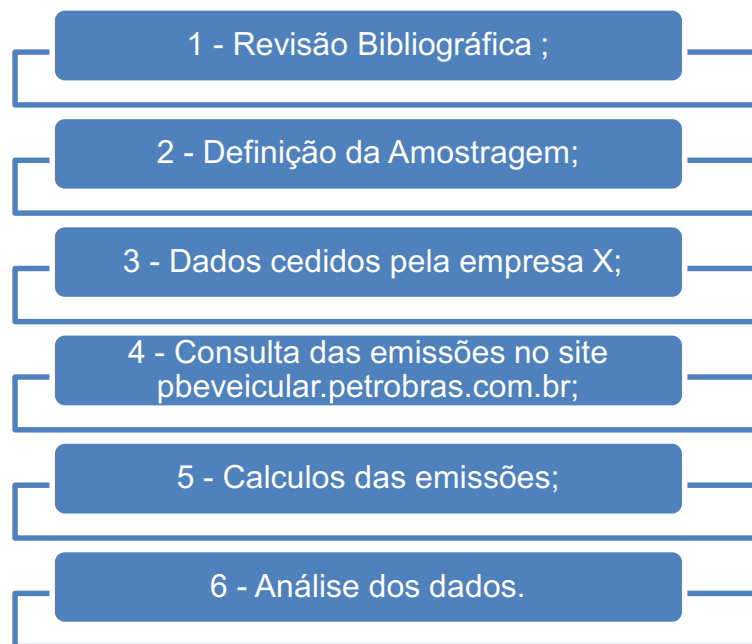 1 - Revisão Bibliográfica ;
2 - Definição da Amostragem;
3 - Dados cedidos pela empresa X;
4 - Consulta das emissões no site
pbeveicular.petrobras.com.br;
5 - Calculos das emissões;
6 - Análise dos dados.